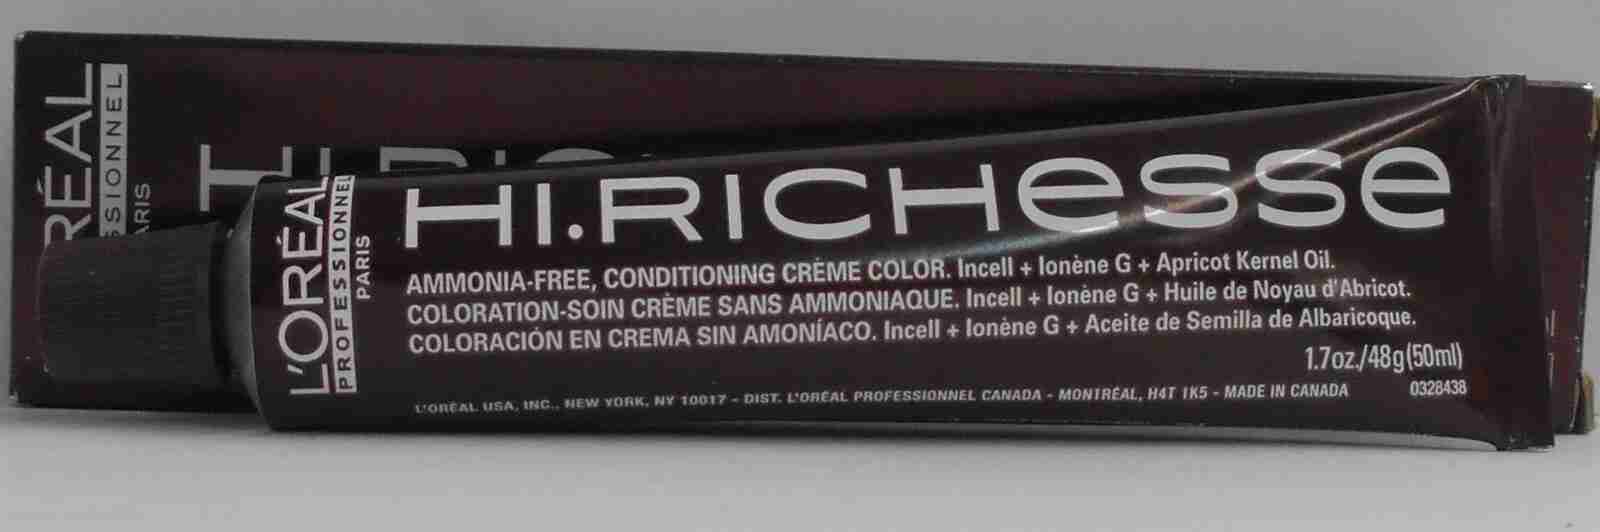 RÉAL
SIONNEL
ARIS
L'ORÉAL
PROFESSIONNEL
PARIS
HI.RICHesse
AMMONIA-FREE, CONDITIONING CRÈME COLOR. Incell + Ionène G + Apricot Kernel Oil.
COLORATION-SOIN CRÈME SANS AMMONIAQUE. Incell + Ionène G + Huile de Noyau d'Abricot.
COLORACIÓN EN CREMA SIN AMONÍACO. Incell + Ionène G + Aceite de Semilla de Albaricoque.
1.7oz./48g(50ml)
L'ORÉAL USA, INC., NEW YORK, NY 10017 - DIST. L'ORÉAL PROFESSIONNEL CANADA - MONTRÉAL, H4T 1K5 - MADE IN CANADA 0328438